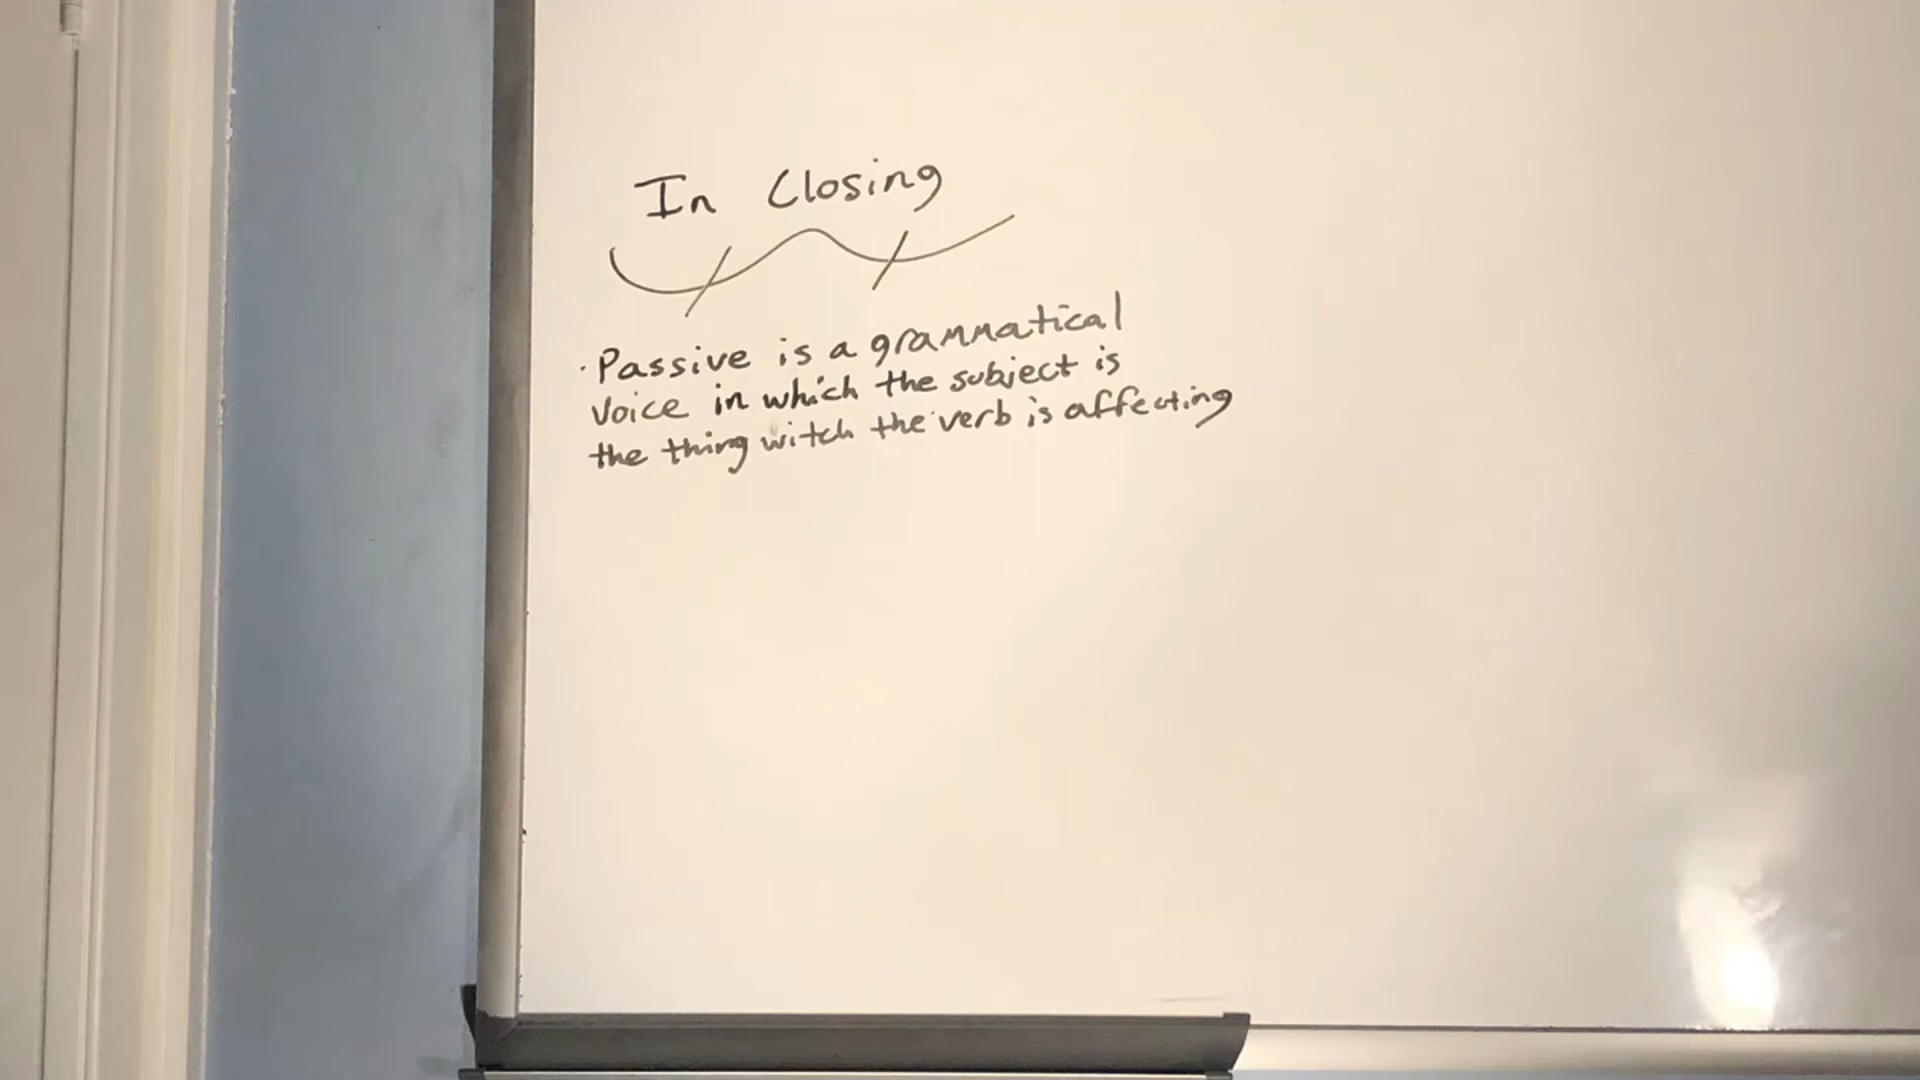 In Closing
· Passive is a grammatical
voice in which the subject is
the thing witch the verb is affecting